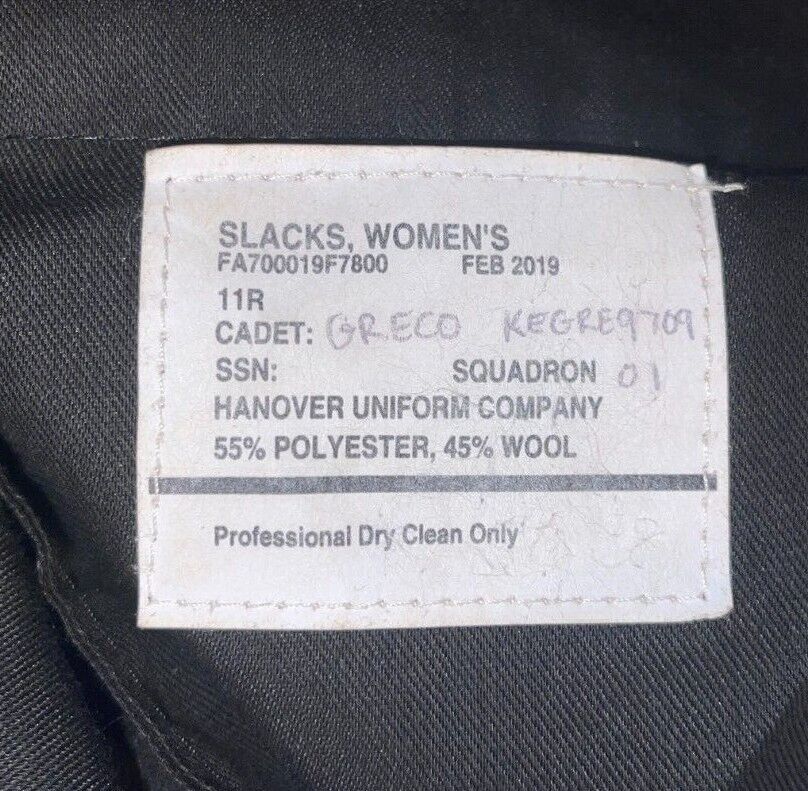 SLACKS, WOMEN'S
FA700019F7800 FEB 2019
11R
CADET: GRECO KEGRE9709
SSN: SQUADRON 01
HANOVER UNIFORM COMPANY
55% POLYESTER, 45% WOOL
Professional Dry Clean Only